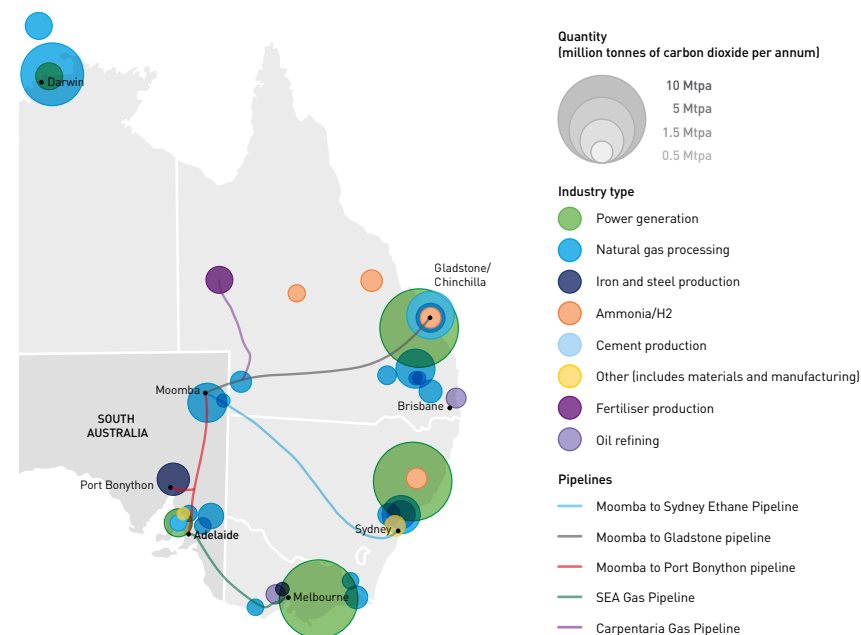 Darwin
Gladstone/
Chinchilla
Moomba
Brisbane
SOUTH
AUSTRALIA
Port Bonython
Sydney
Adelaide
Melbourne
Quantity
(million tonnes of carbon dioxide per annum)
10 Mtpa
5 Mtpa
1.5 Mtpa
0.5 Mtpa
Industry type
Power generation
Natural gas processing
Iron and steel production
Ammonia/H2
Cement production
Other (includes materials and manufacturing)
Fertiliser production
Oil refining
Pipelines
Moomba to Sydney Ethane Pipeline
Moomba to Gladstone pipeline
Moomba to Port Bonython pipeline
SEA Gas Pipeline
Carpentaria Gas Pipeline